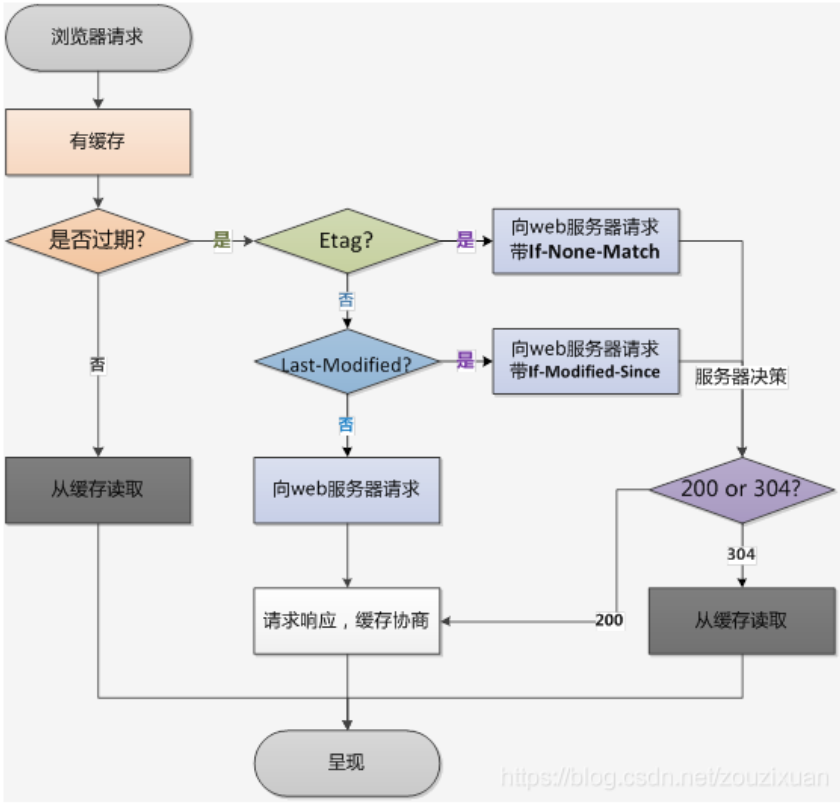 浏览器请求
有缓存
是否过期?
是
Etag?
是
向web服务器请求
带If-None-Match
否
否
Last-Modified?
是
向web服务器请求
带If-Modified-Since
服务器决策
否
从缓存读取
向web服务器请求
200 or 304?
304
请求响应，缓存协商
200
从缓存读取
呈现
https://blog.csdn.net/zouzixuan